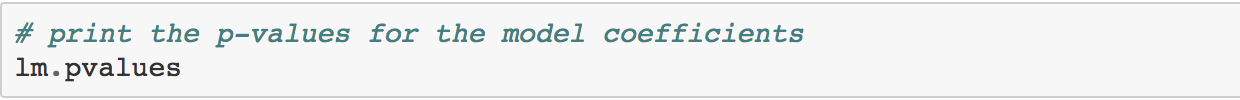 # print the p-values for the model coefficients
lm.pvalues